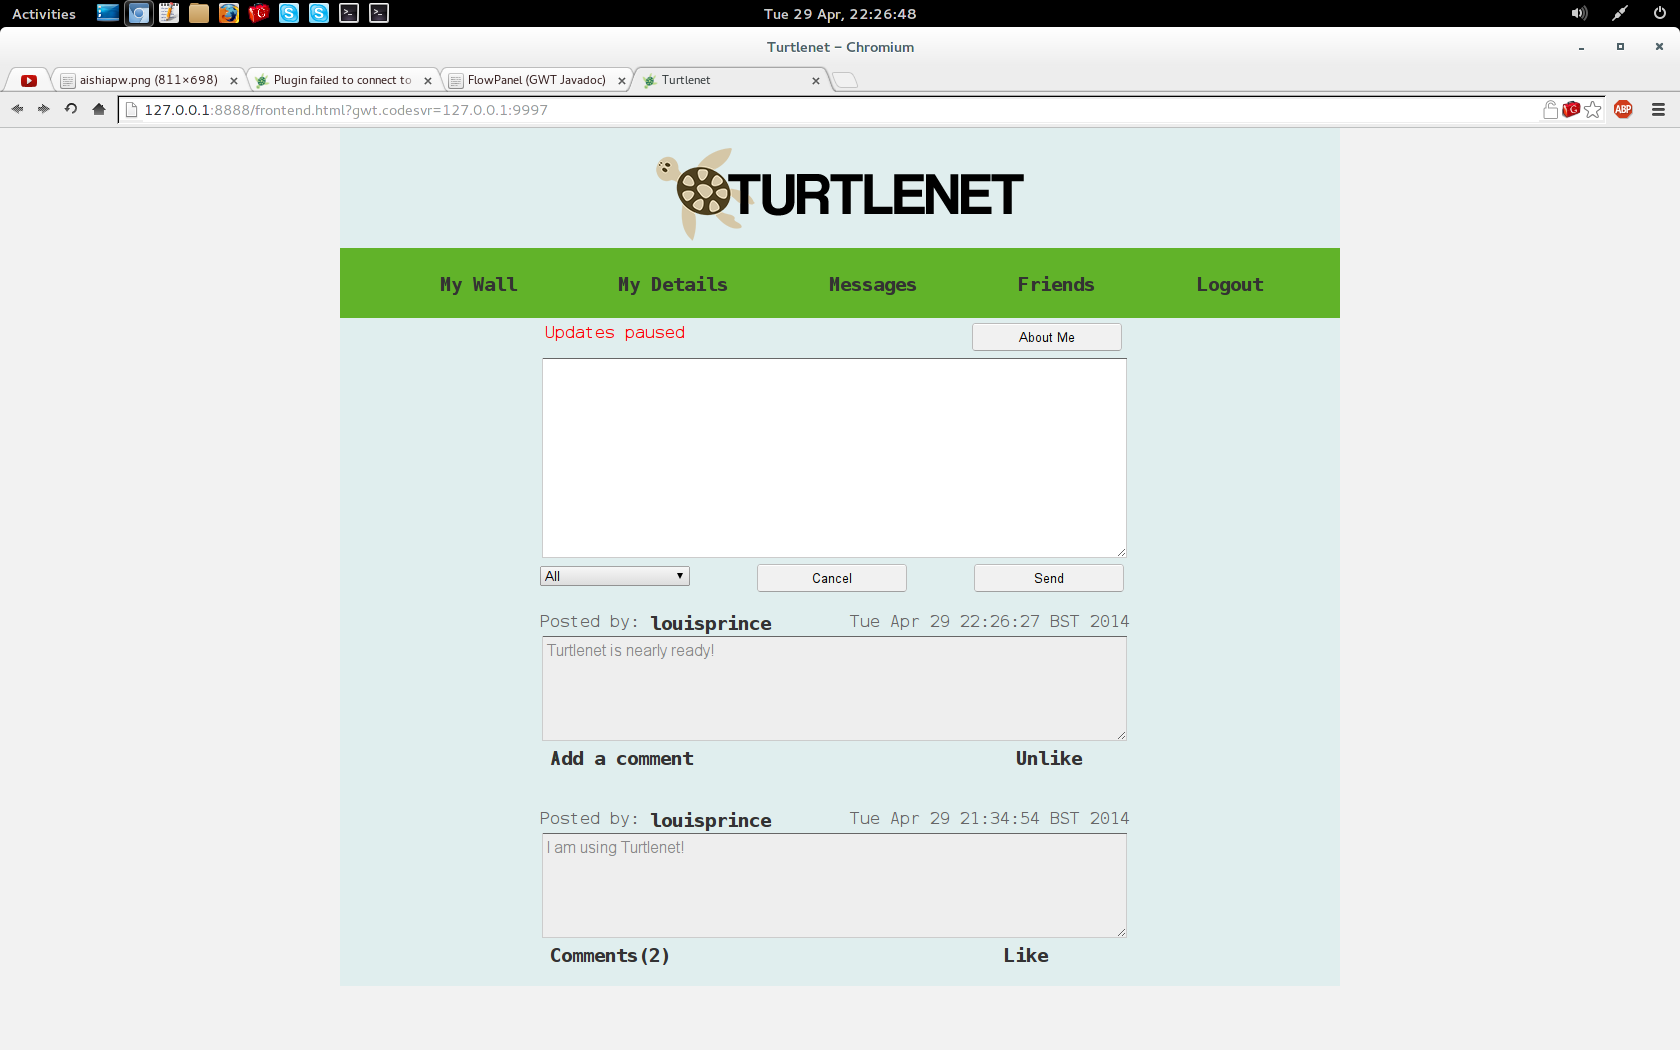 Activities Tue 29 Apr, 22:26:48
Turtlenet - Chromium
aishiapw.png (811×698) Plugin failed to connect to FlowPanel (GWT Javadoc) Turtlenet
127.0.0.1:8888/frontend.html?gwt.codesvr=127.0.0.1:9997 ABP
TURTLENET
My Wall My Details Messages Friends Logout
Updates paused About Me
All Cancel Send
Posted by: louisprince Tue Apr 29 22:26:27 BST 2014
Turtlenet is nearly ready!
Add a comment Unlike
Posted by: louisprince Tue Apr 29 21:34:54 BST 2014
I am using Turtlenet!
Comments(2) Like